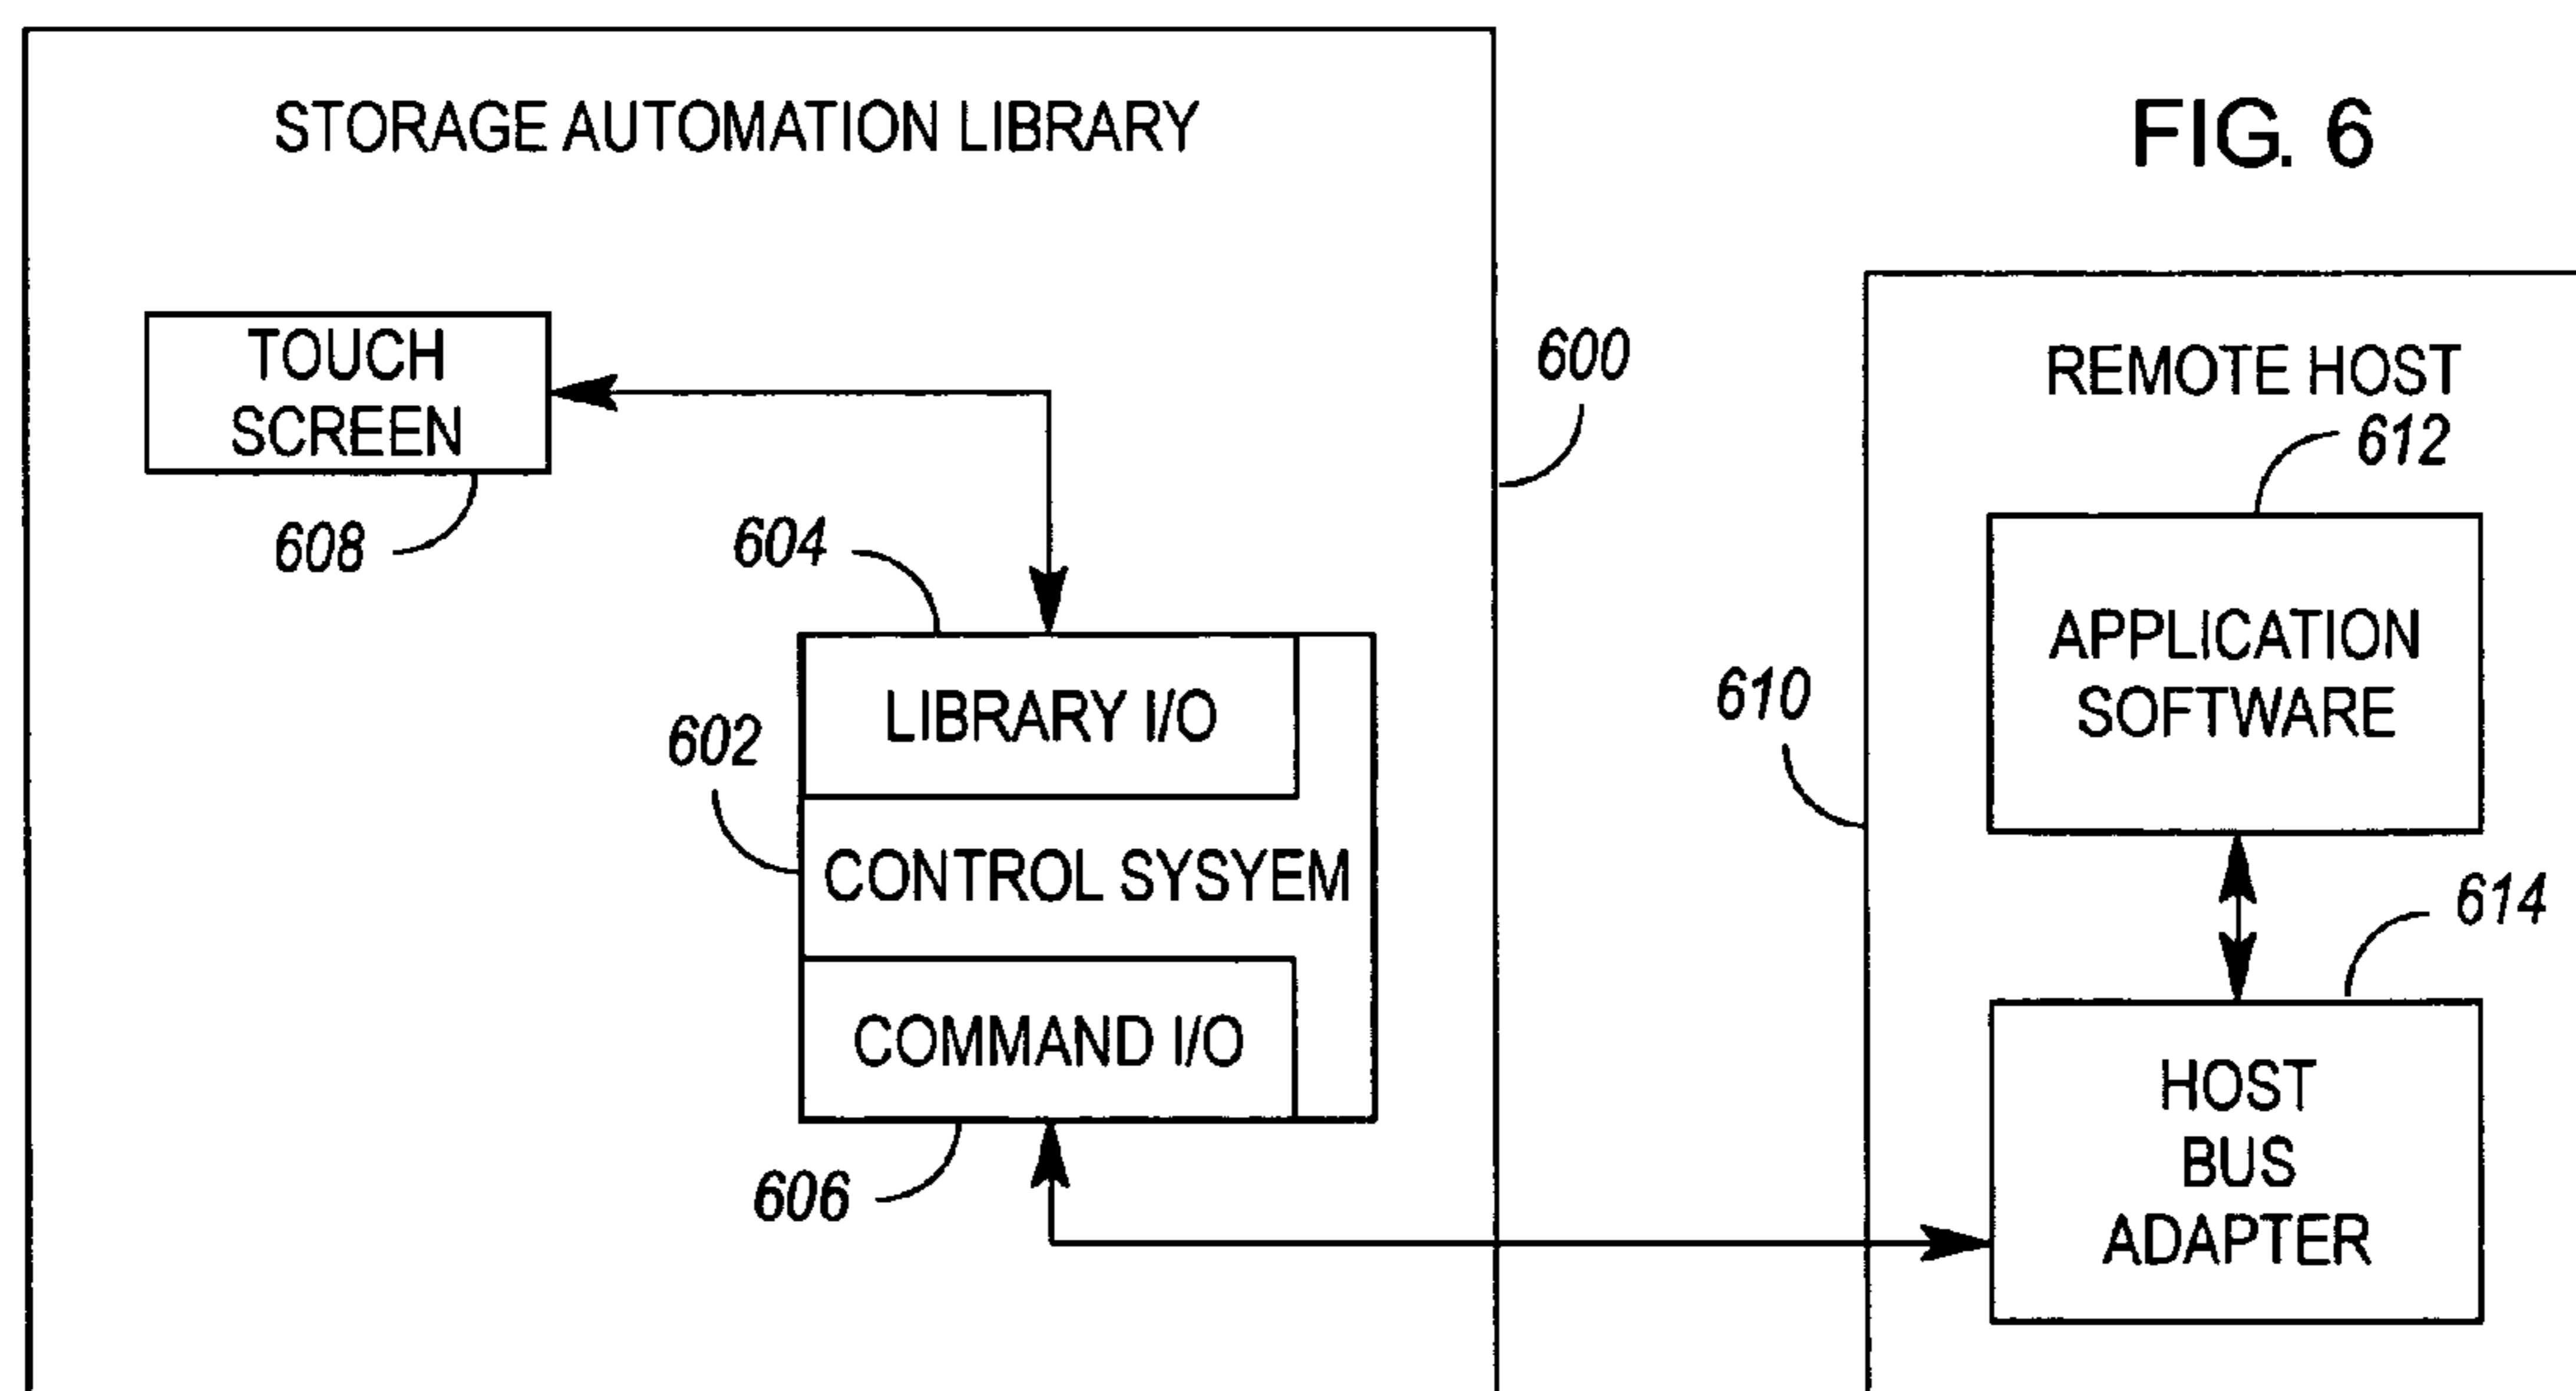 STORAGE AUTOMATION LIBRARY
FIG. 6
TOUCH
SCREEN
608
604
LIBRARY I/O
602
CONTROL SYSYEM
COMMAND I/O
606
600
REMOTE HOST
612
APPLICATION
SOFTWARE
610
614
HOST
BUS
ADAPTER